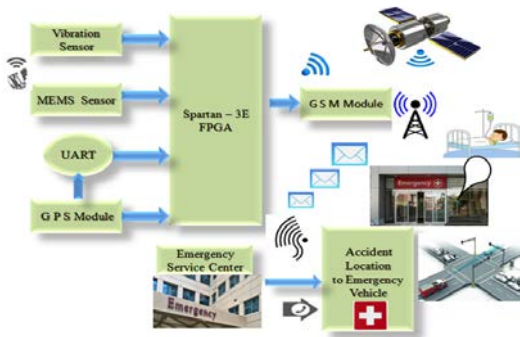 Vibration
Sensor
MEMS Sensor
UART
G P S Module
Spartan – 3E
FPGA
G S M Module
Emergency
Emergency
Service Center
Emergency
Accident
Location
to Emergency
Vehicle